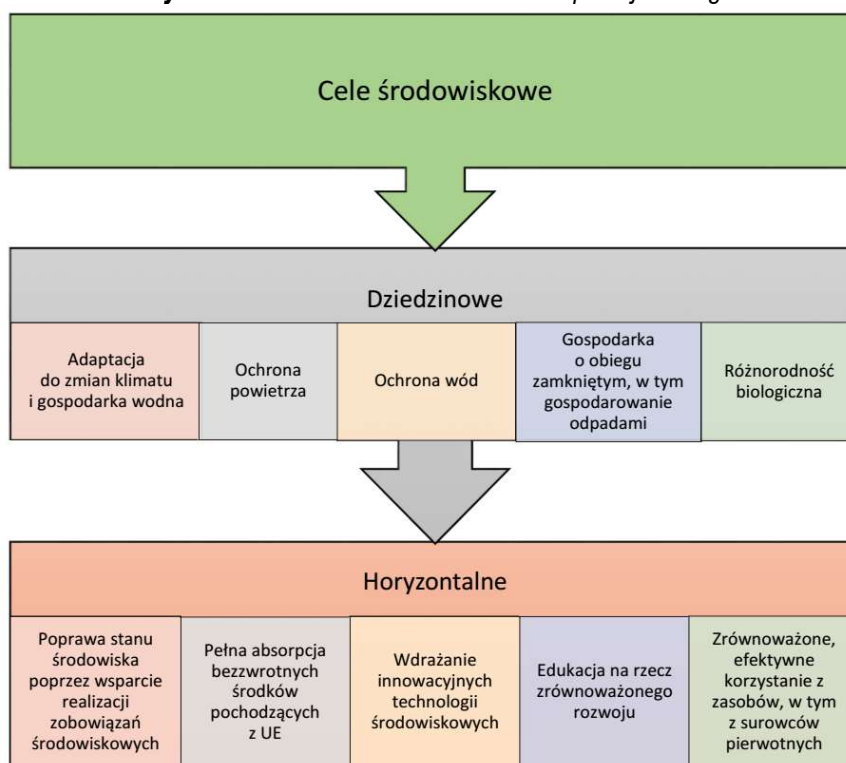 Cele środowiskowe
Dziedzinowe
Adaptacja
do zmian klimatu
i gospodarka wodna
Ochrona
powietrza
Ochrona wód
Gospodarka
o obiegu
zamkniętym, w tym
gospodarowanie
odpadami
Różnorodność
biologiczna
Horyzontalne
Poprawa stanu
środowiska
poprzez wsparcie
realizacji
zobowiązań
środowiskowych
Pełna absorpcja
bezzwrotnych
środków
pochodzących
z UE
Wdrażanie
innowacyjnych
technologii
środowiskowych
Edukacja na rzecz
zrównoważonego
rozwoju
Zrównoważone,
efektywne
korzystanie z
zasobów, w tym
z surowców
pierwotnych